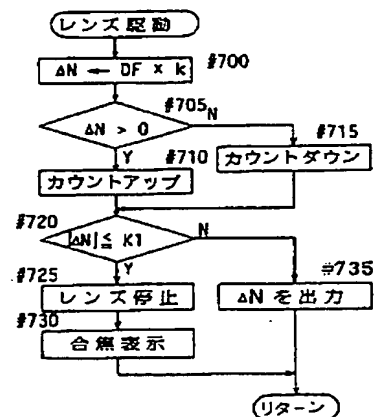 レンズ駆動
ΔN ← DF × k #700
#705 N
ΔN > 0
#715
Y #710
カウントダウン
カウントアップ
#720
|ΔN| ≦ K1 N
#725 Y
#735
レンズ停止
ΔNを出力
#730
合焦表示
リターン